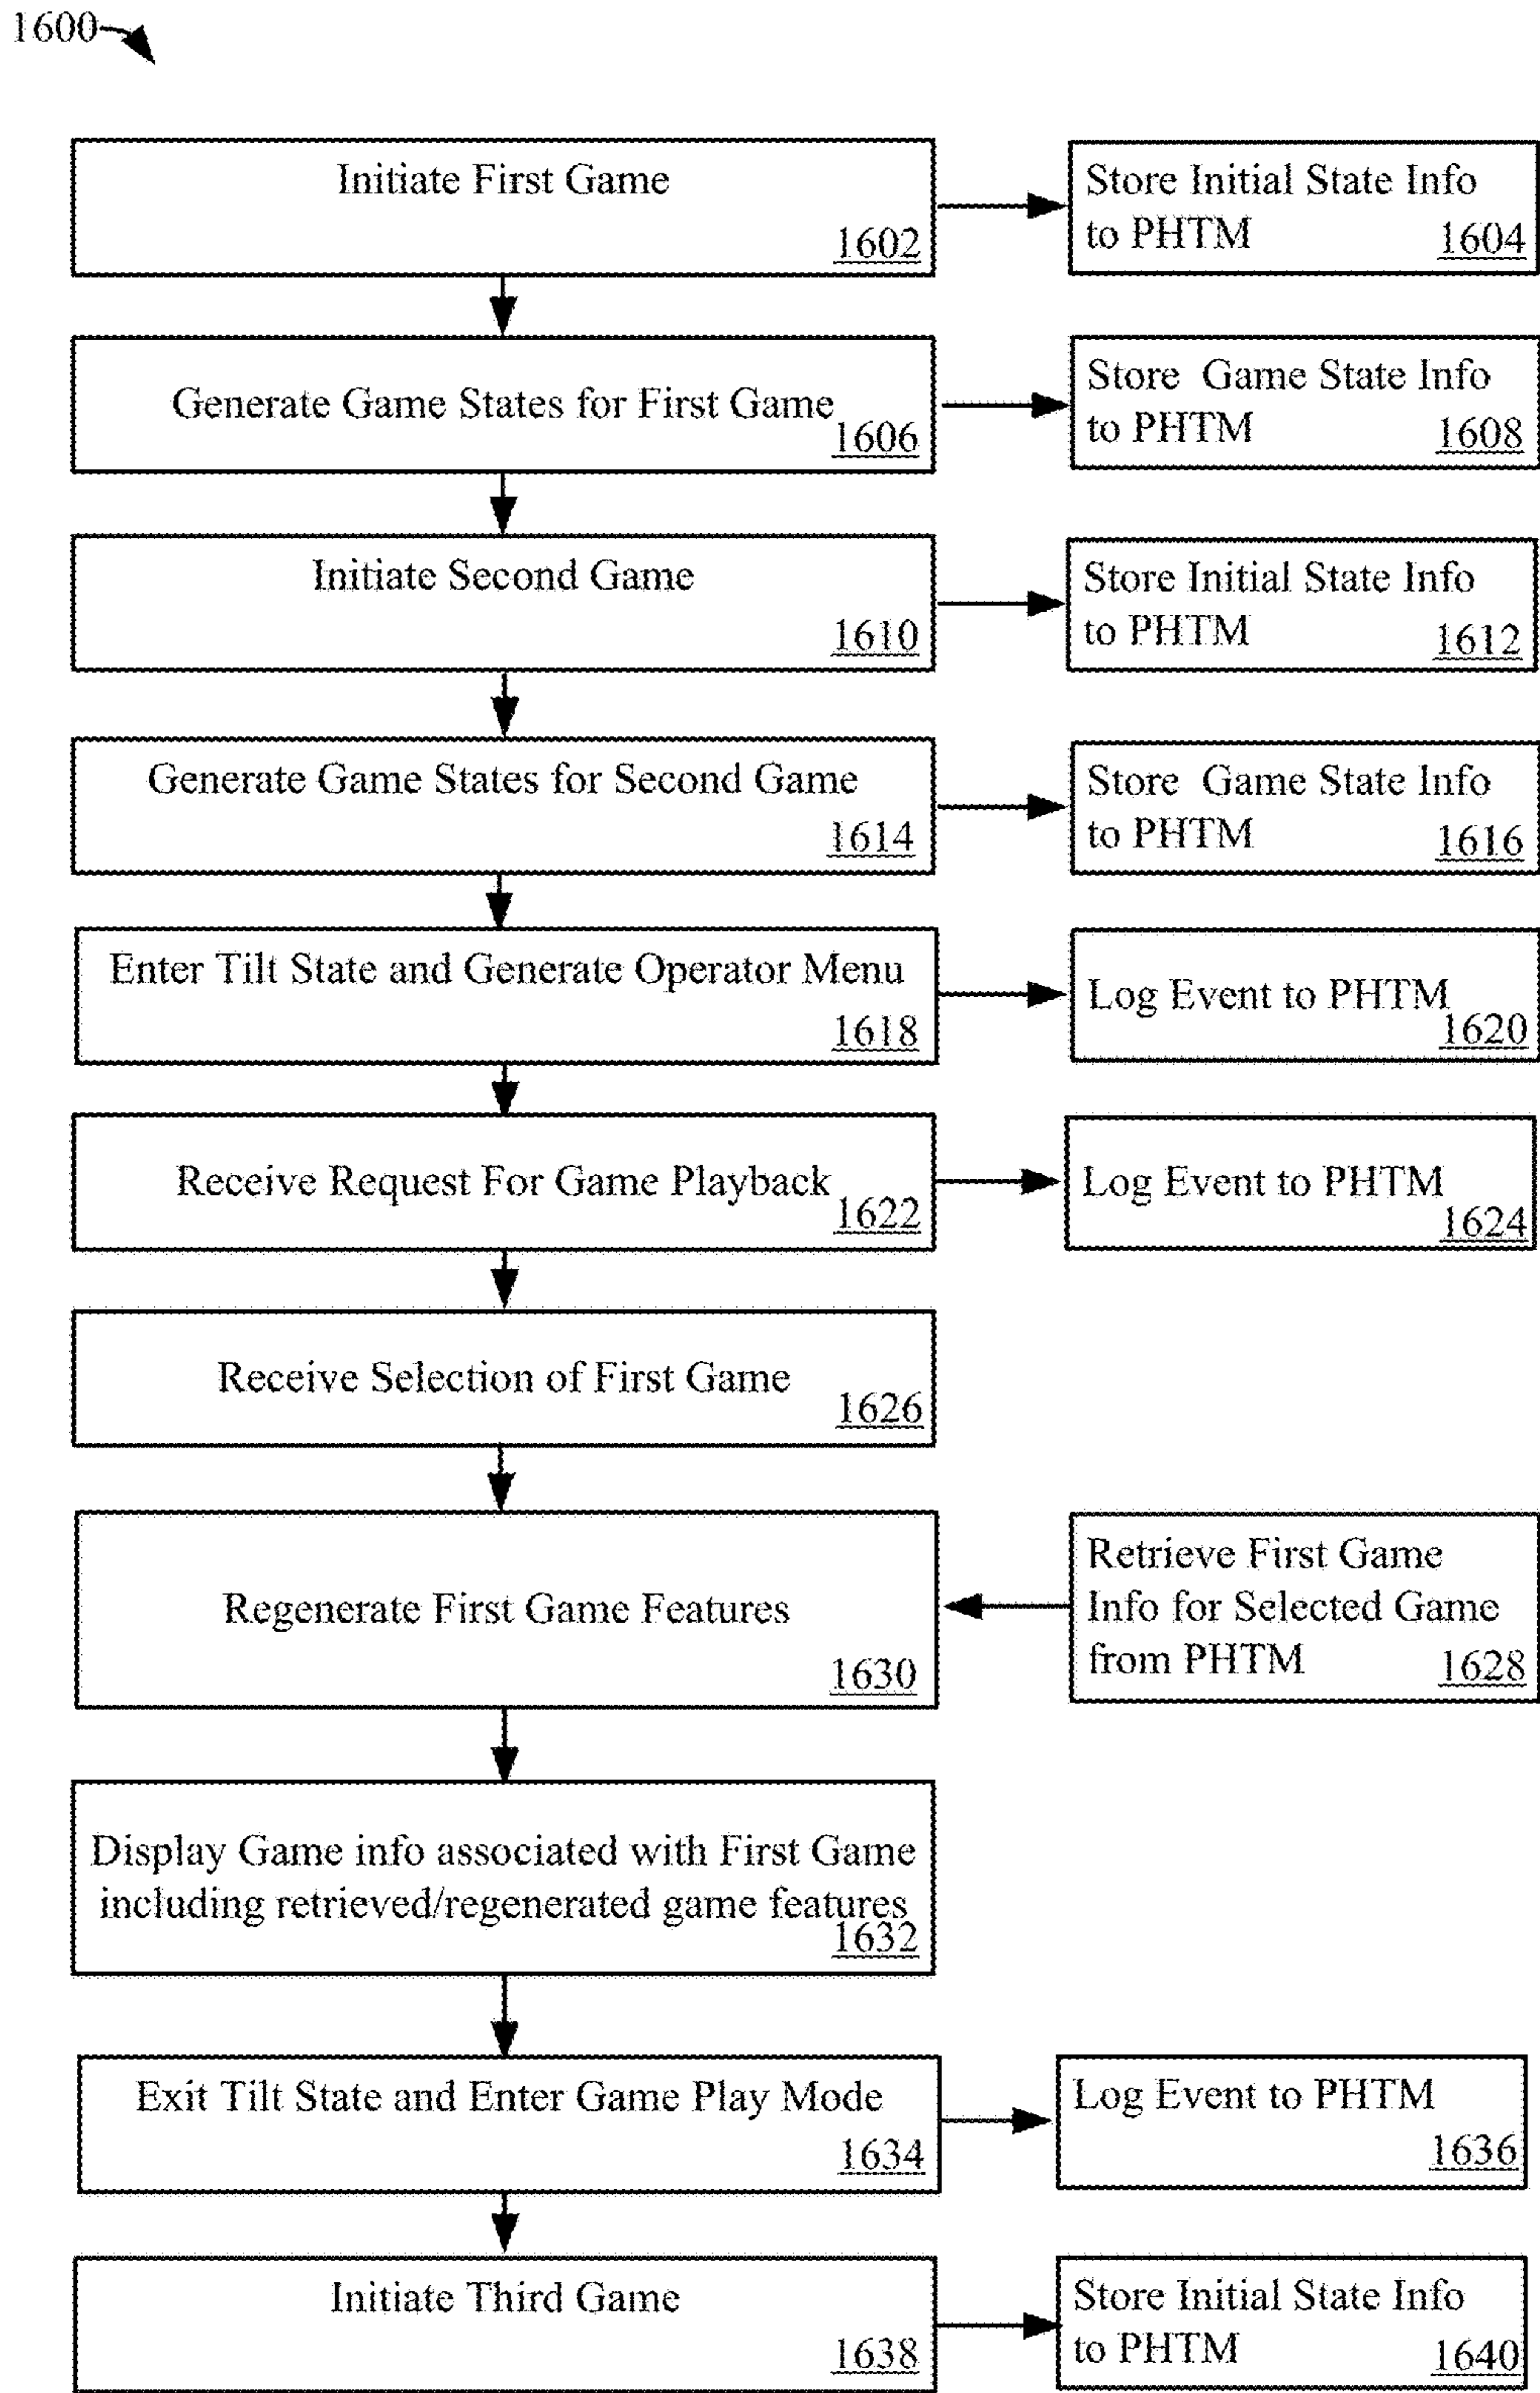 1600
Initiate First Game
1602
Store Initial State Info
to PHTM
1604
Generate Game States for First Game
1606
Store Game State Info
to PHTM
1608
Initiate Second Game
1610
Store Initial State Info
to PHTM
1612
Generate Game States for Second Game
1614
Store Game State Info
to PHTM
1616
Enter Tilt State and Generate Operator Menu
1618
Log Event to PHTM
1620
Receive Request For Game Playback
1622
Log Event to PHTM
1624
Receive Selection of First Game
1626
Regenerate First Game Features
1630
Retrieve First Game
Info for Selected Game
from PHTM
1628
Display Game info associated with First Game
including retrieved/regenerated game features
1632
Exit Tilt State and Enter Game Play Mode
1634
Log Event to PHTM
1636
Initiate Third Game
1638
Store Initial State Info
to PHTM
1640